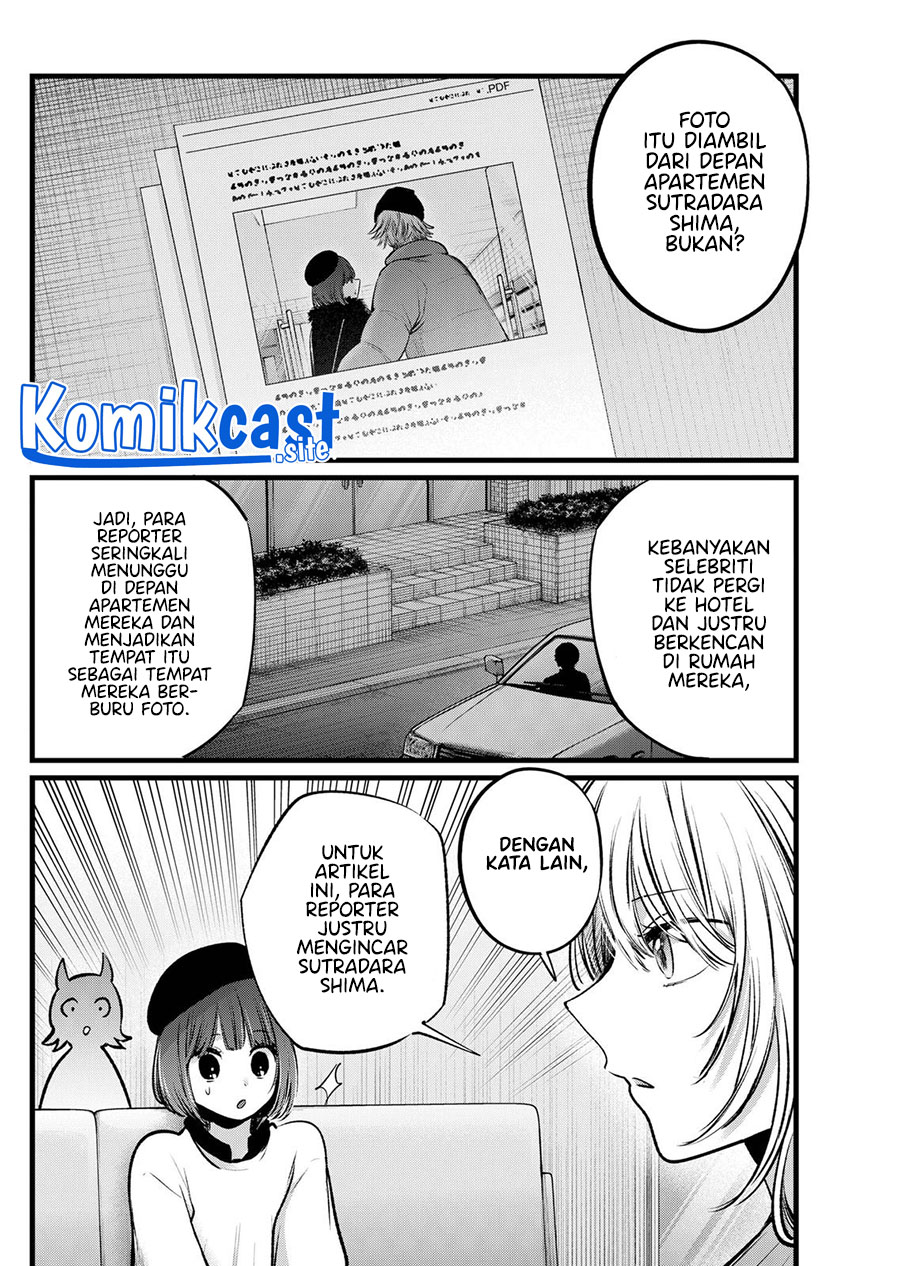 FOTO
ITU DIAMBIL
DARI DEPAN
APARTEMEN
SUTRADARA
SHIMA,
BUKAN?
.PDF
Komikcast
.site
KEBANYAKAN
SELEBRITI
TIDAK PERGI
KE HOTEL
DAN JUSTRU
BERKENCAN
DI RUMAH
MEREKA,
JADI, PARA
REPORTER
SERINGKALI
MENUNGGU
DI DEPAN
APARTEMEN
MEREKA DAN
MENJADIKAN
TEMPAT ITU
SEBAGAI TEMPAT
MEREKA BER-
BURU FOTO.
DENGAN
KATA LAIN,
UNTUK
ARTIKEL
INI, PARA
REPORTER
JUSTRU
MENGINCAR
SUTRADARA
SHIMA.